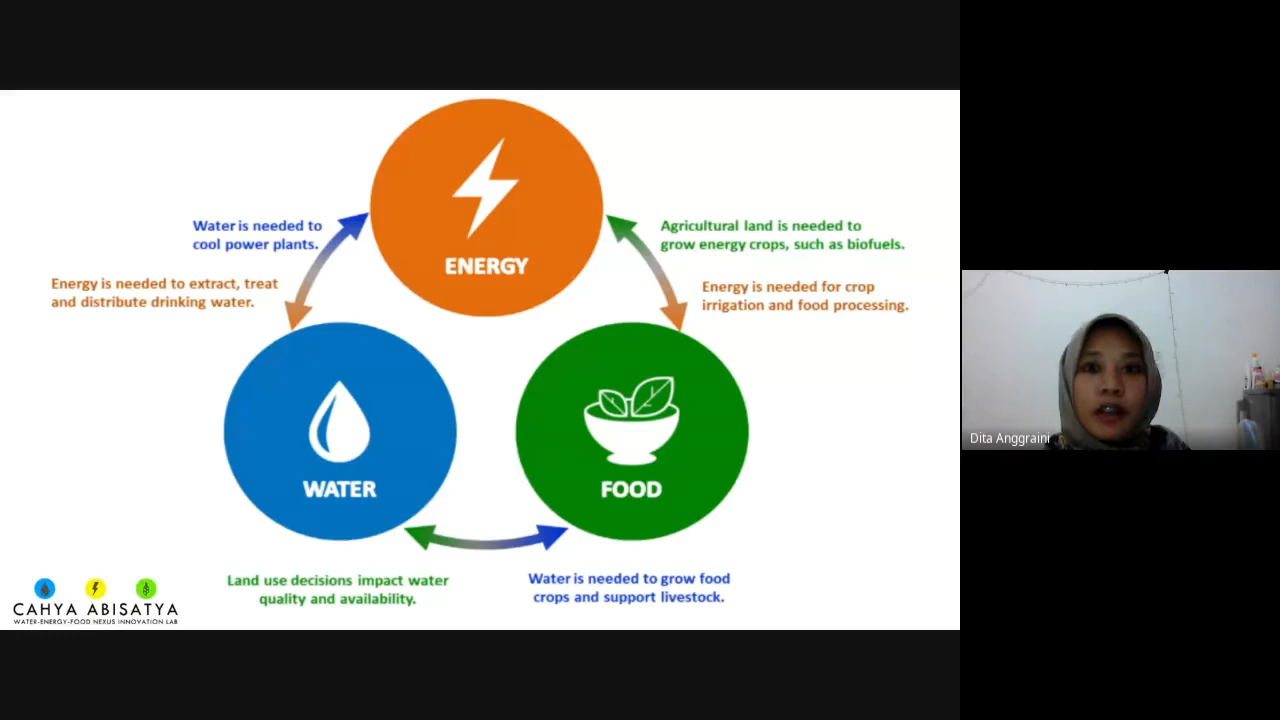 ENERGY
Water is needed to
cool power plants.
Agricultural land is needed to
grow energy crops, such as biofuels.
Energy is needed to extract, treat
and distribute drinking water.
Energy is needed for crop
irrigation and food processing.
WATER
FOOD
Land use decisions impact water
quality and availability.
Water is needed to grow food
crops and support livestock.
CAHYA ABISATYA
WATER-ENERGY-FOOD NEXUS INNOVATION LAB
Dita Anggraini